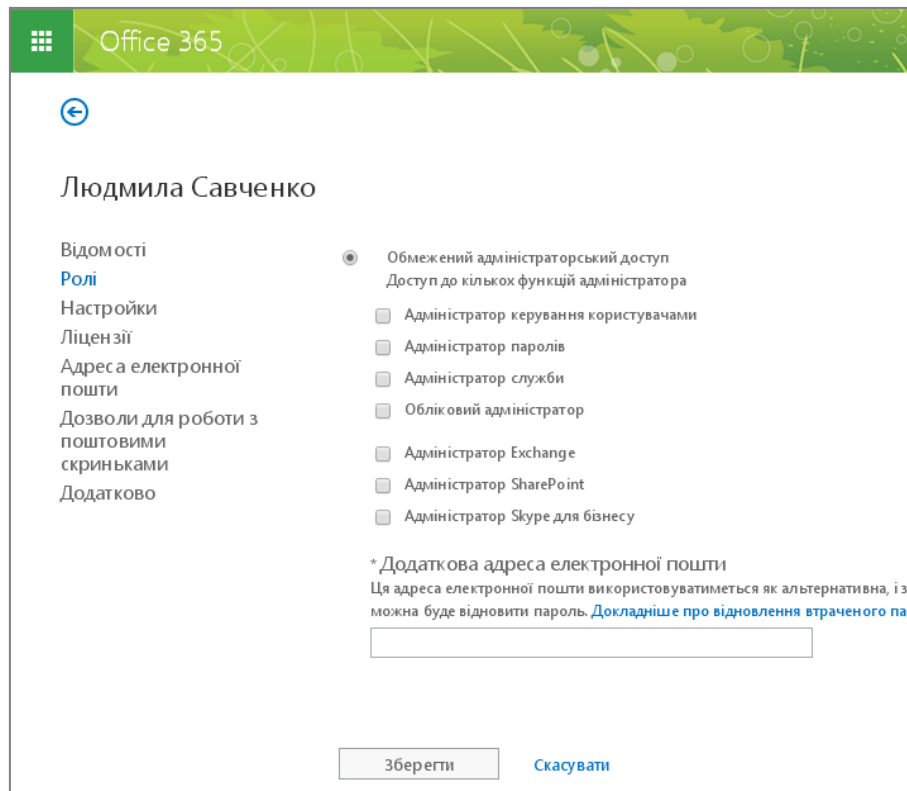 Office 365
Людмила Савченко
Відомості
Ролі
Настройки
Ліцензії
Адреса електронної
пошти
Дозволи для роботи з
поштовими
скриньками
Додатково
Обмежений адміністраторський доступ
Доступ до кількох функцій адміністратора
Адміністратор керування користувачами
Адміністратор паролів
Адміністратор служби
Обліковий адміністратор
Адміністратор Exchange
Адміністратор SharePoint
Адміністратор Skype для бізнесу
*Додаткова адреса електронної пошти
Ця адреса електронної пошти використовуватиметься як альтернативна, і з
можна буде відновити пароль. Докладніше про відновлення втраченого па
Зберегти
Скасувати